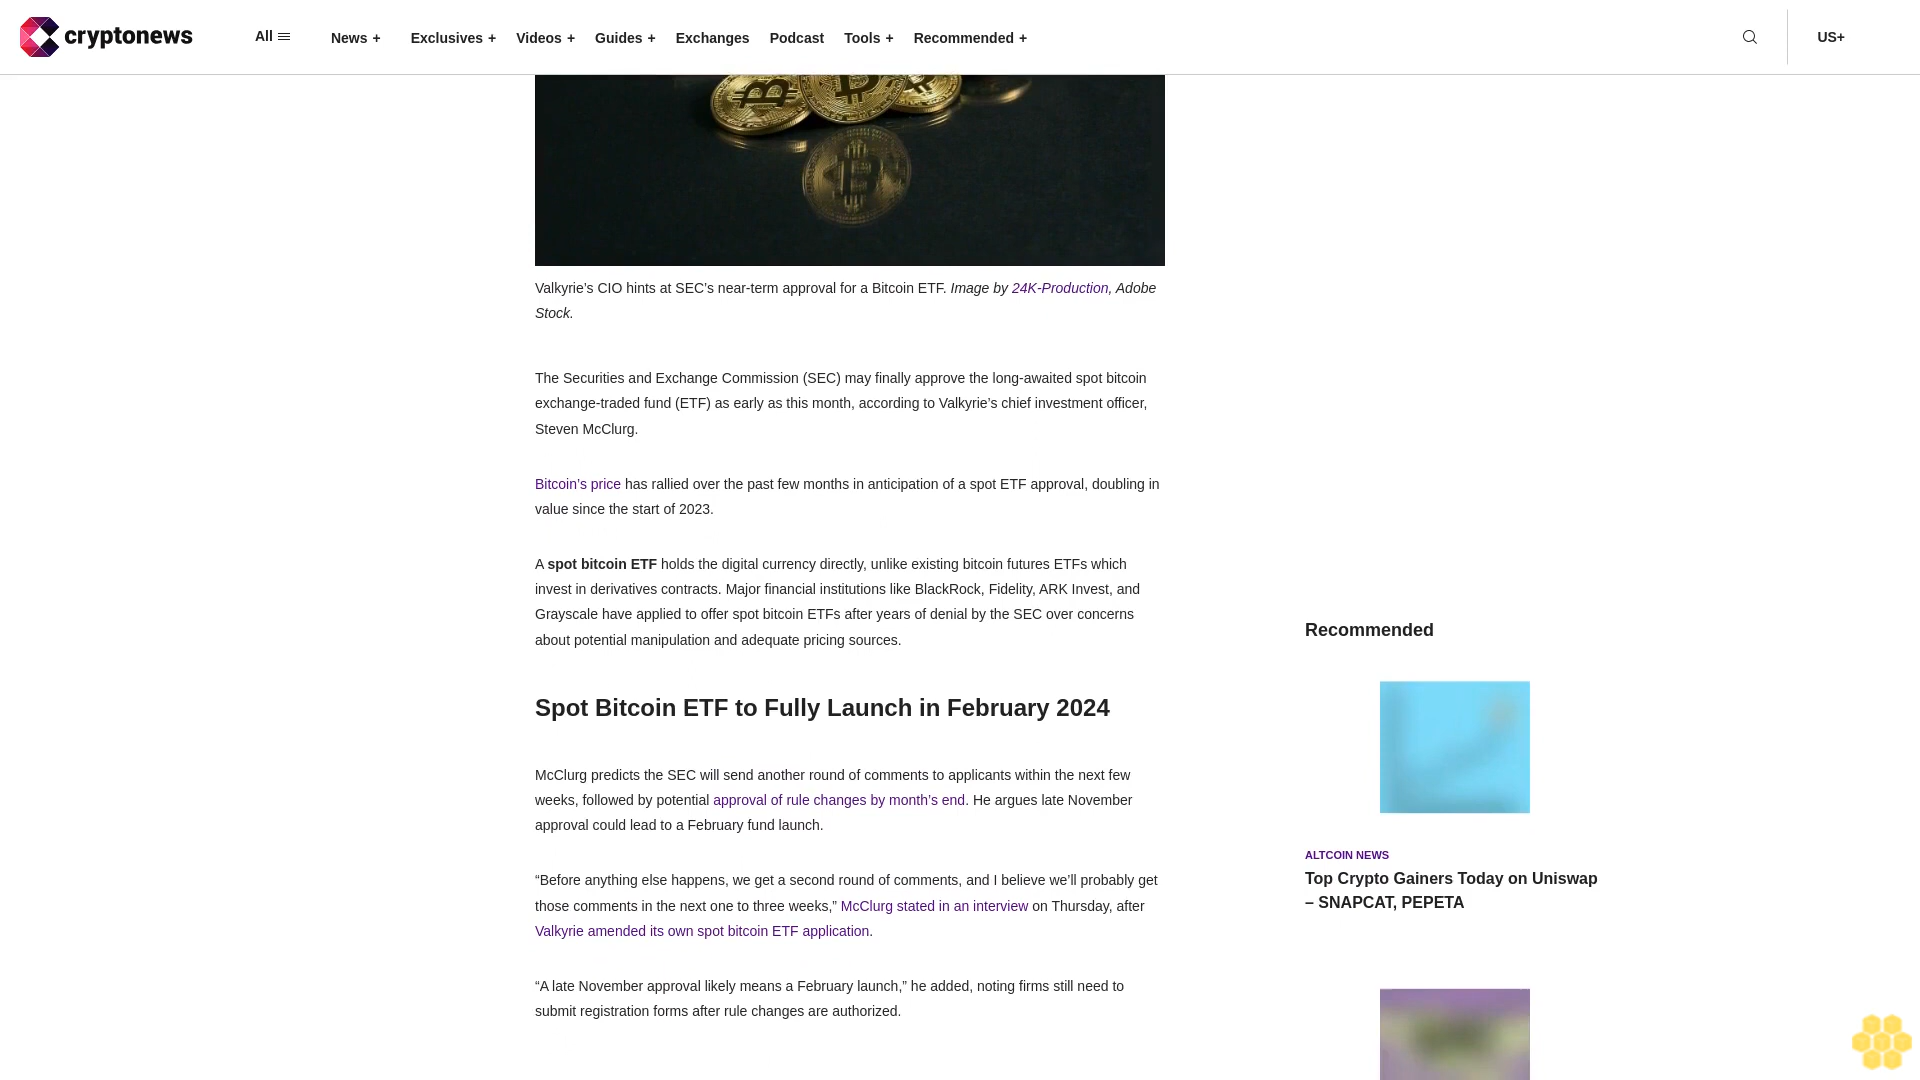 cryptonews
All
News +
Exclusives +
Videos +
Guides +
Exchanges
Podcast
Tools +
Recommended +
US+
Valkyrie’s CIO hints at SEC’s near-term approval for a Bitcoin ETF. Image by 24K-Production, Adobe
Stock.
The Securities and Exchange Commission (SEC) may finally approve the long-awaited spot bitcoin
exchange-traded fund (ETF) as early as this month, according to Valkyrie’s chief investment officer,
Steven McClurg.
Bitcoin’s price has rallied over the past few months in anticipation of a spot ETF approval, doubling in
value since the start of 2023.
A spot bitcoin ETF holds the digital currency directly, unlike existing bitcoin futures ETFs which
invest in derivatives contracts. Major financial institutions like BlackRock, Fidelity, ARK Invest, and
Grayscale have applied to offer spot bitcoin ETFs after years of denial by the SEC over concerns
about potential manipulation and adequate pricing sources.
Spot Bitcoin ETF to Fully Launch in February 2024
McClurg predicts the SEC will send another round of comments to applicants within the next few
weeks, followed by potential approval of rule changes by month’s end. He argues late November
approval could lead to a February fund launch.
“Before anything else happens, we get a second round of comments, and I believe we’ll probably get
those comments in the next one to three weeks,” McClurg stated in an interview on Thursday, after
Valkyrie amended its own spot bitcoin ETF application.
“A late November approval likely means a February launch,” he added, noting firms still need to
submit registration forms after rule changes are authorized.
Recommended
ALTCOIN NEWS
Top Crypto Gainers Today on Uniswap
– SNAPCAT, PEPETA